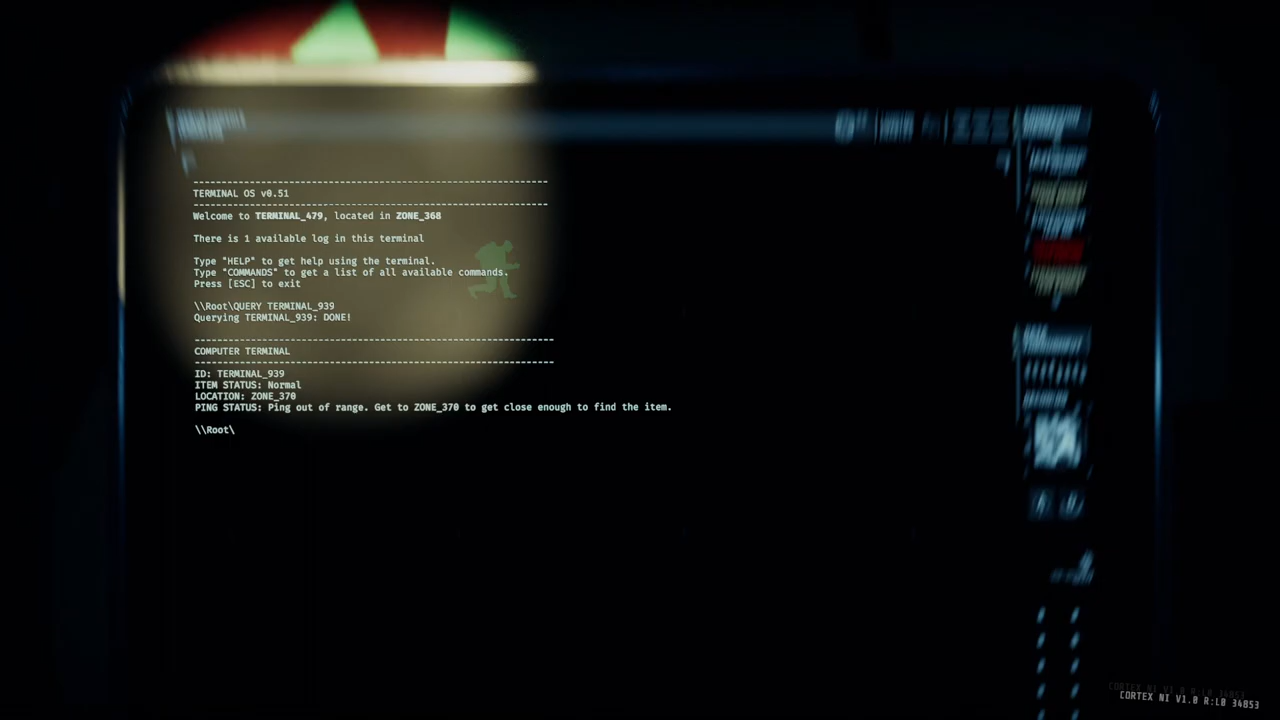 --------------------------------------------------------------------------
TERMINAL OS v0.51
--------------------------------------------------------------------------
Welcome to TERMINAL_479, located in ZONE_368
There is 1 available log in this terminal
Type "HELP" to get help using the terminal.
Type "COMMANDS" to get a list of all available commands.
Press [ESC] to exit
\\Root\QUERY TERMINAL_939
Querying TERMINAL_939: DONE!
--------------------------------------------------------------------------
COMPUTER TERMINAL
--------------------------------------------------------------------------
ID: TERMINAL_939
ITEM STATUS: Normal
LOCATION: ZONE_370
PING STATUS: Ping out of range. Get to ZONE_370 to get close enough to find the item.
\\Root\
CORTEX NI V1.0 R:L0 34853